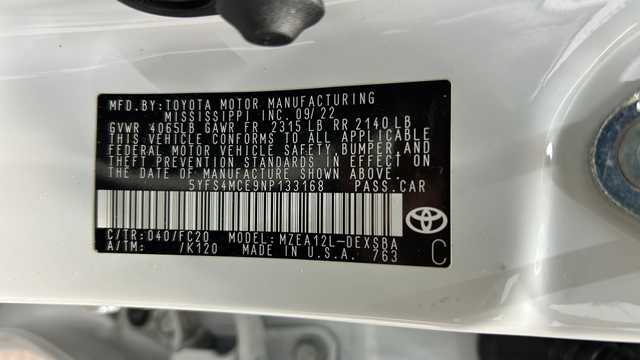 MFD.BY:TOYOTA MOTOR MANUFACTURING
MISSISSIPPI INC. 09/22
GVWR 4065LB GAWR FR 2315 LB RR 2140 LB
THIS VEHICLE CONFORMS TO ALL APPLICABLE
FEDERAL MOTOR VEHICLE SAFETY,BUMPER,AND
THEFT PREVENTION STANDARDS IN EFFECT ON
THE DATE OF MANUFACTURE SHOWN ABOVE.
5YFS4MCE9NP133168 PASS.CAR
C/TR:040/FC20 MODEL:MZEA12L-DEXSBA
A/TM: /K120 MADE IN U.S.A. 763 C